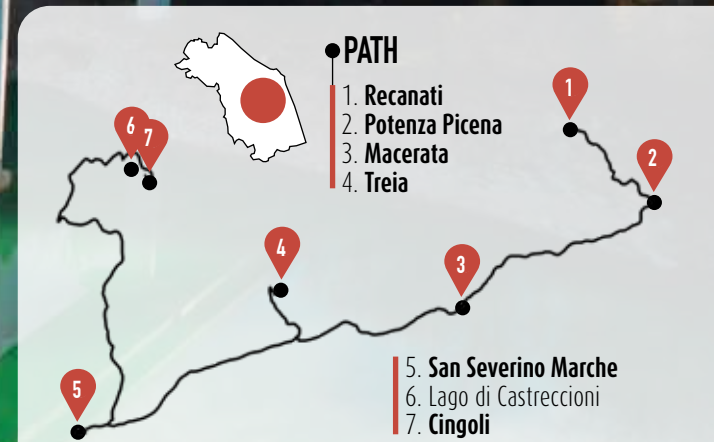 PATH
1. Recanati
2. Potenza Picena
3. Macerata
4. Treia
1
2
3
4
5
6
7
5. San Severino Marche
6. Lago di Castreccioni
7. Cingoli